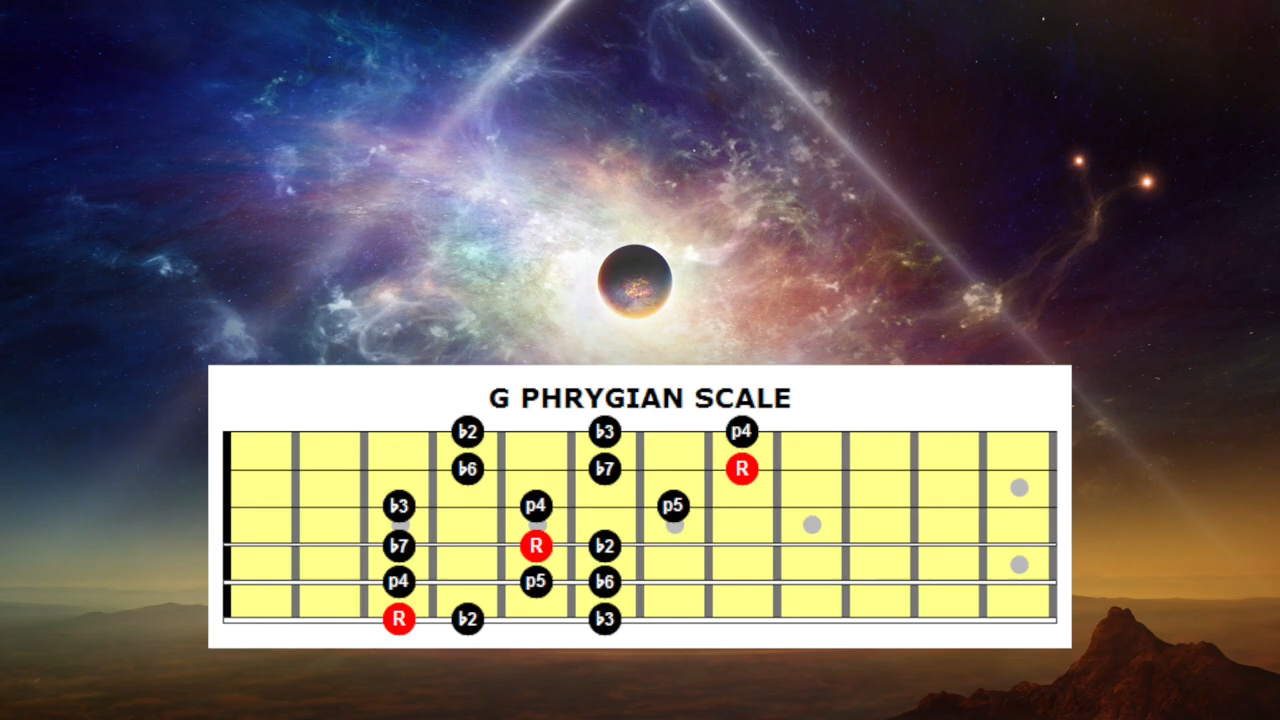 G PHRYGIAN SCALE
♭2 ♭3 p4
♭6 ♭7 R
♭3 p4 p5
♭7 R ♭2
p4 p5 ♭6
R ♭2 ♭3